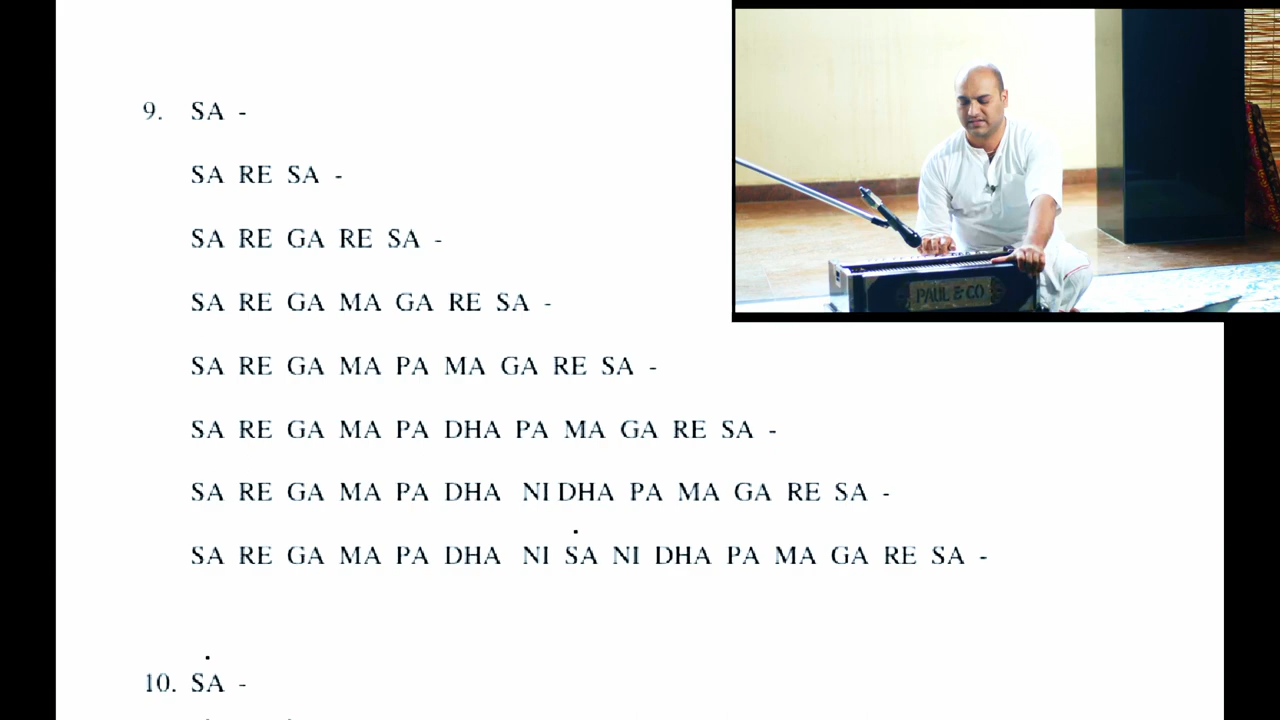 9. SA -
SA RE SA -
SA RE GA RE SA -
SA RE GA MA GA RE SA -
SA RE GA MA PA MA GA RE SA -
SA RE GA MA PA DHA PA MA GA RE SA -
SA RE GA MA PA DHA NI DHA PA MA GA RE SA -
SA RE GA MA PA DHA NI ṠA NI DHA PA MA GA RE SA -
10. ṠA -
PAUL & CO